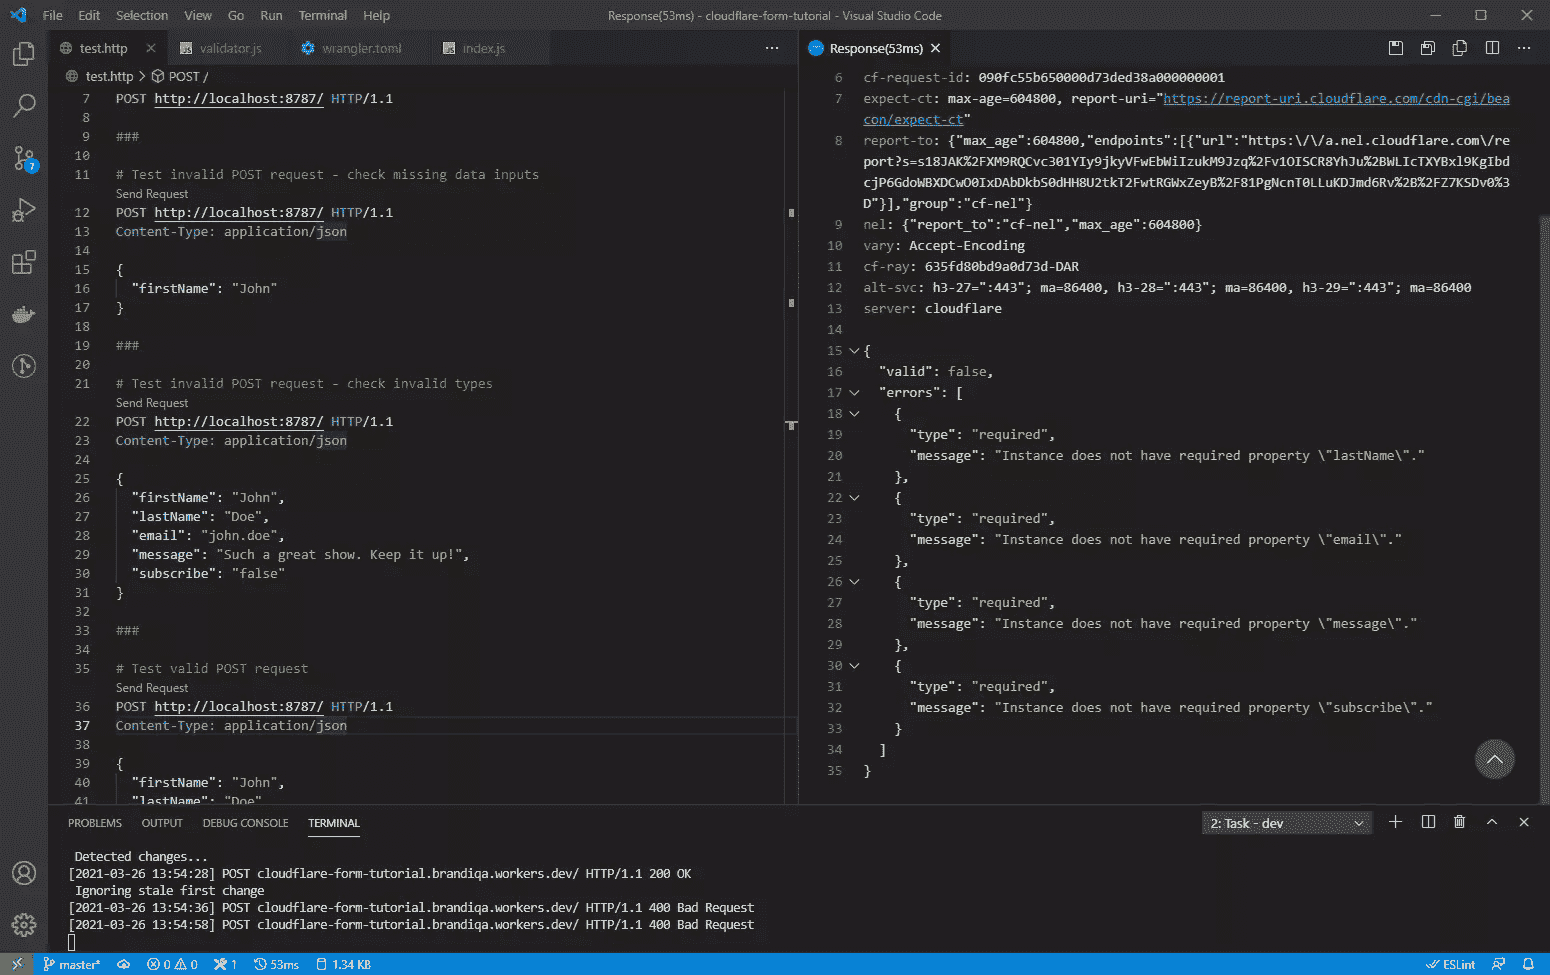 File Edit Selection View Go Run Terminal Help
Response(53ms) - cloudflare-form-tutorial - Visual Studio Code
test.http
validator.js
wrangler.toml
index.js
test.http > POST /
7 POST http://localhost:8787/ HTTP/1.1
8
9 ###
10
11 # Test invalid POST request - check missing data inputs
Send Request
12 POST http://localhost:8787/ HTTP/1.1
13 Content-Type: application/json
14
15 {
16 "firstName": "John"
17 }
18
19 ###
20
21 # Test invalid POST request - check invalid types
Send Request
22 POST http://localhost:8787/ HTTP/1.1
23 Content-Type: application/json
24
25 {
26 "firstName": "John",
27 "lastName": "Doe",
28 "email": "john.doe",
29 "message": "Such a great show. Keep it up!",
30 "subscribe": "false"
31 }
32
33 ###
34
35 # Test valid POST request
Send Request
36 POST http://localhost:8787/ HTTP/1.1
37 Content-Type: application/json
38
39 {
40 "firstName": "John",
41 "lastName": "Doe"
Response(53ms)
6 cf-request-id: 090fc55b650000d73ded38a000000001
7 expect-ct: max-age=604800, report-uri="https://report-uri.cloudflare.com/cdn-cgi/bea
con/expect-ct"
8 report-to: {"max_age":604800,"endpoints":[{"url":"https:\/\/a.nel.cloudflare.com\/re
port?s=s18JAK%2FXM9RQCvc301YIy9jkyVFwEbWiIzukM9Jzq%2Fv1OISCR8YhJu%2BWLIcTXYBxl9KgIbd
cjP6GdoWBXDCwO0IxDAbDkbS0dHH8U2tkT2FwtRGWxZeyB%2F81PgNcnT0LLuKDJmd6Rv%2B%2FZ7KSDv0%3
D"}],"group":"cf-nel"}
9 nel: {"report_to":"cf-nel","max_age":604800}
10 vary: Accept-Encoding
11 cf-ray: 635fd80bd9a0d73d-DAR
12 alt-svc: h3-27=":443"; ma=86400, h3-28=":443"; ma=86400, h3-29=":443"; ma=86400
13 server: cloudflare
14
15 {
16 "valid": false,
17 "errors": [
18 {
19 "type": "required",
20 "message": "Instance does not have required property \"lastName\"."
21 },
22 {
23 "type": "required",
24 "message": "Instance does not have required property \"email\"."
25 },
26 {
27 "type": "required",
28 "message": "Instance does not have required property \"message\"."
29 },
30 {
31 "type": "required",
32 "message": "Instance does not have required property \"subscribe\"."
33 }
34 ]
35 }
PROBLEMS OUTPUT DEBUG CONSOLE TERMINAL
2: Task - dev
Detected changes...
[2021-03-26 13:54:28] POST cloudflare-form-tutorial.brandiqa.workers.dev/ HTTP/1.1 200 OK
Ignoring stale first change
[2021-03-26 13:54:36] POST cloudflare-form-tutorial.brandiqa.workers.dev/ HTTP/1.1 400 Bad Request
[2021-03-26 13:54:58] POST cloudflare-form-tutorial.brandiqa.workers.dev/ HTTP/1.1 400 Bad Request
7
master* 0 0 1 53ms 1.34 KB ESLint